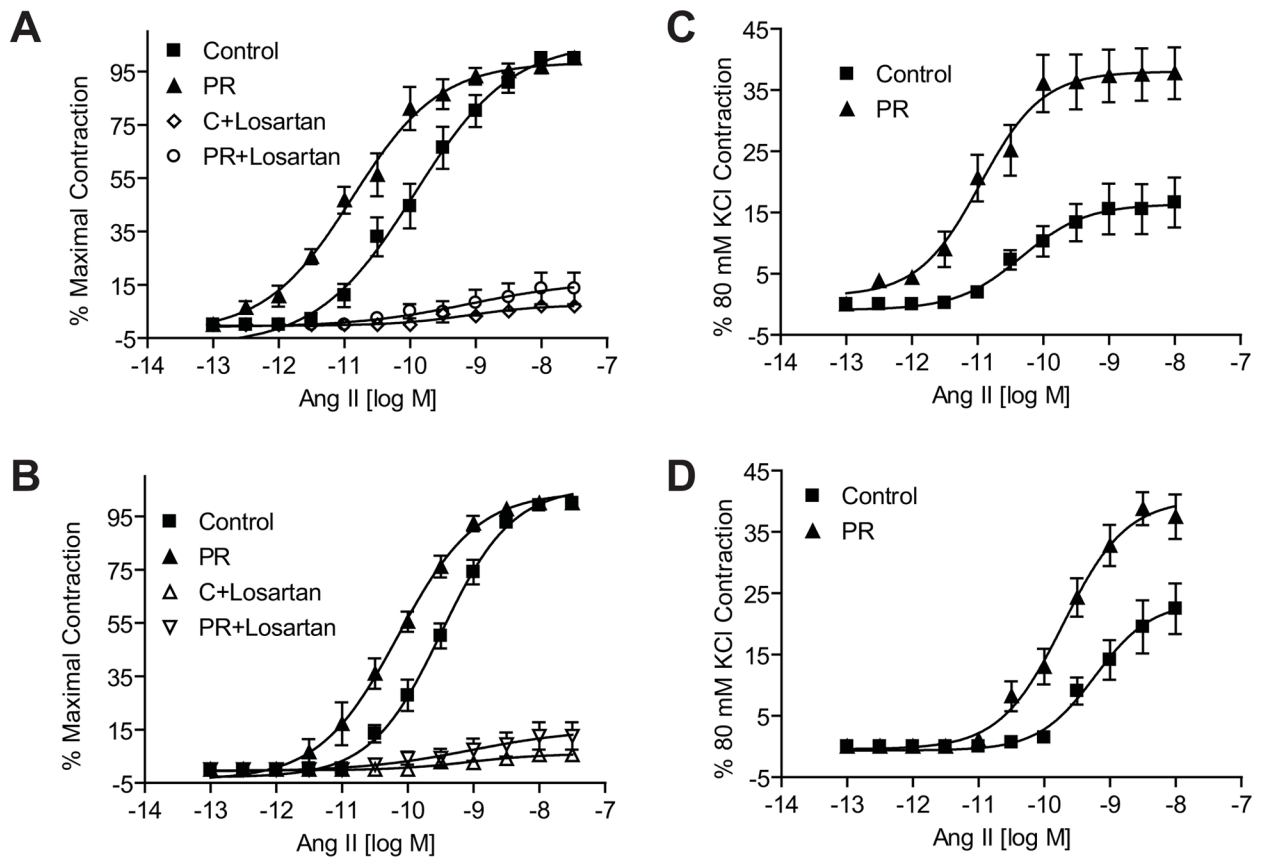 A
Control
PR
C+Losartan
PR+Losartan
% Maximal Contraction
95
75
55
35
15
-5
-14 -13 -12 -11 -10 -9 -8 -7
Ang II [log M]
C
Control
PR
% 80 mM KCl Contraction
45
35
25
15
5
-5
-14 -13 -12 -11 -10 -9 -8 -7
Ang II [log M]
B
Control
PR
C+Losartan
PR+Losartan
% Maximal Contraction
95
75
55
35
15
-5
-14 -13 -12 -11 -10 -9 -8 -7
Ang II [log M]
D
Control
PR
% 80 mM KCl Contraction
45
35
25
15
5
-5
-14 -13 -12 -11 -10 -9 -8 -7
Ang II [log M]